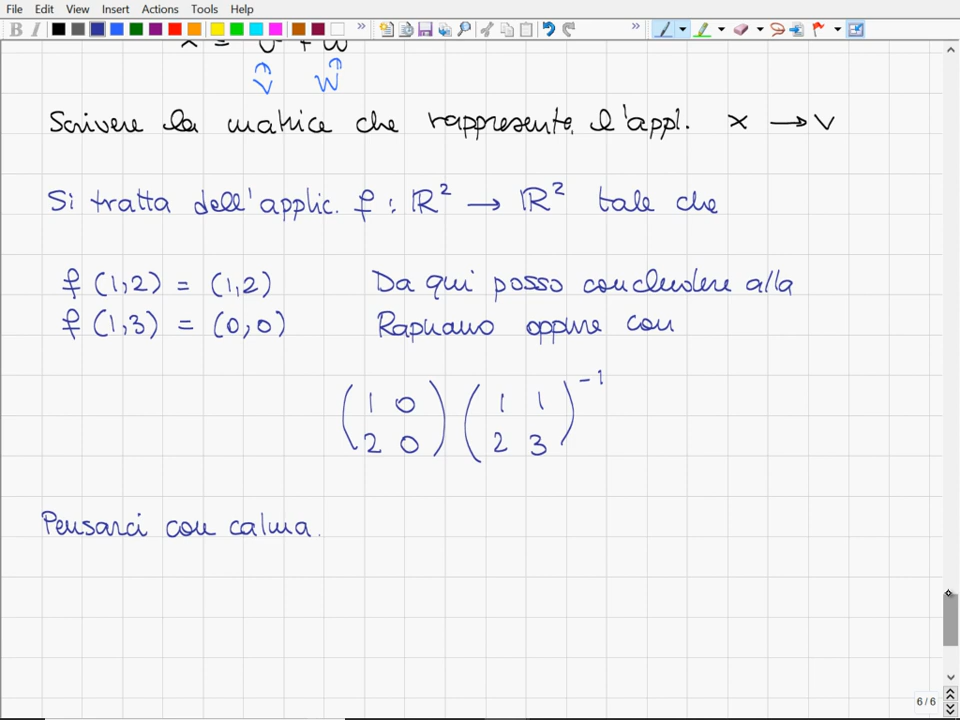 File Edit View Insert Actions Tools Help
B I
x = v + w
V W
Scrivere la matrice che rappresenta l'appl. x → v
Si tratta dell'applic. f : ℝ² → ℝ² tale che
f (1,2) = (1,2) Da qui posso concludere alla
f (1,3) = (0,0) Rapinamo oppure con
(1 0) (1 1)⁻¹
(2 0) (2 3)
Pensarci con calma.
6 / 6